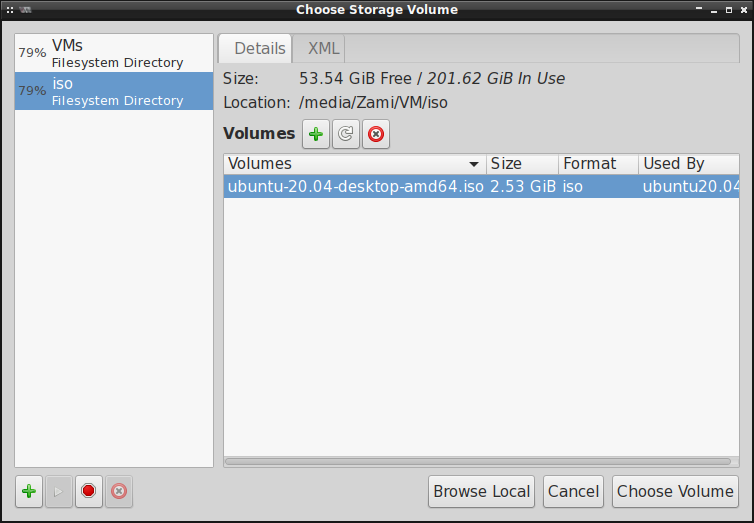 Choose Storage Volume
79% VMs
Filesystem Directory
79% iso
Filesystem Directory
Details XML
Size: 53.54 GiB Free / 201.62 GiB In Use
Location: /media/Zami/VM/iso
Volumes
Volumes Size Format Used By
ubuntu-20.04-desktop-amd64.iso 2.53 GiB iso ubuntu20.04
Browse Local Cancel Choose Volume